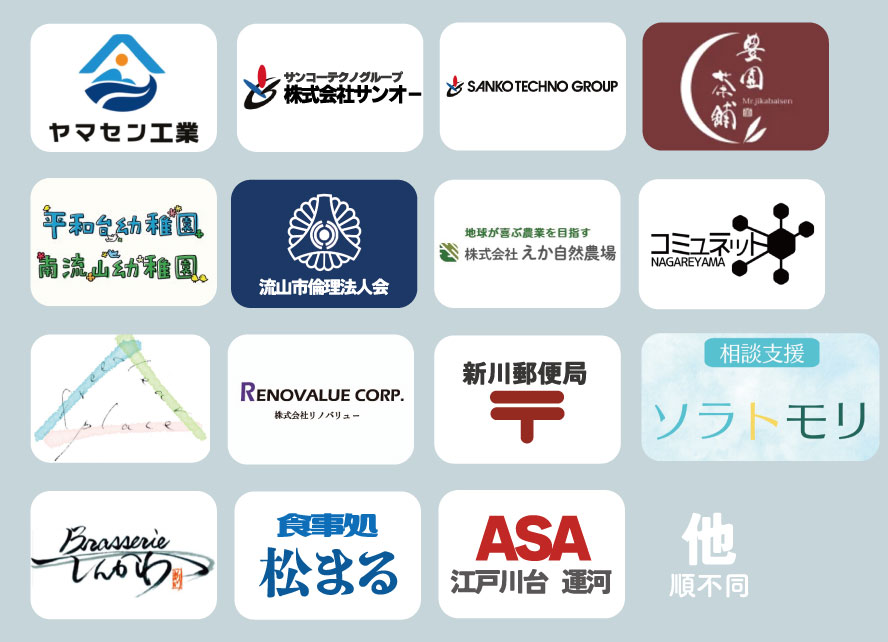 ヤマセン工業
サンコーテクノグループ
株式会社サンオー
SANKO TECHNO GROUP
豊園
茶舗
Mr.Jikabaisen
平和台幼稚園
南流山幼稚園
流山市倫理法人会
地球が喜ぶ農業を目指す
株式会社 えか自然農場
コミュネット
NAGAREYAMA
free
place
RENOVALUE CORP.
株式会社リノバリュー
新川郵便局
〒
相談支援
ソラトモリ
Brasserie
しんかわ
食事処
松まる
ASA
江戸川台 運河
他
順不同